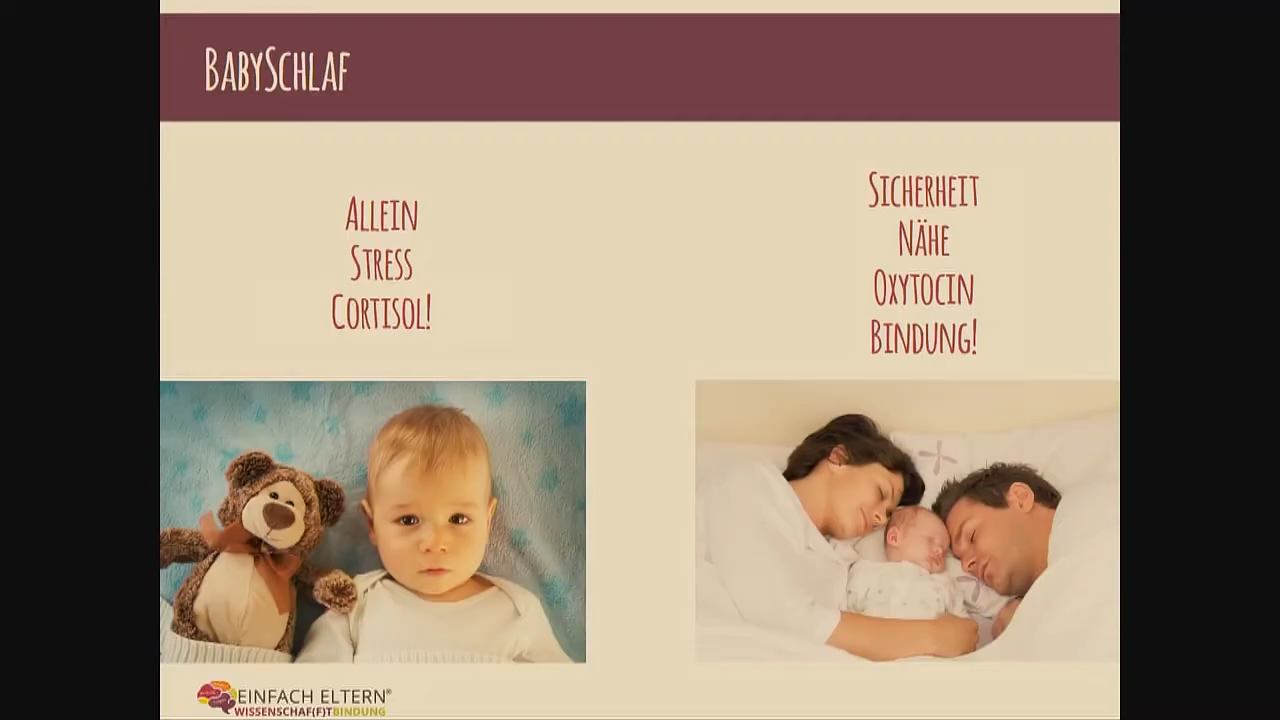 BabySchlaf
Allein
Stress
Cortisol!
Sicherheit
Nähe
Oxytocin
Bindung!
EINFACH ELTERN®
WISSENSCHAF(F)TBINDUNG